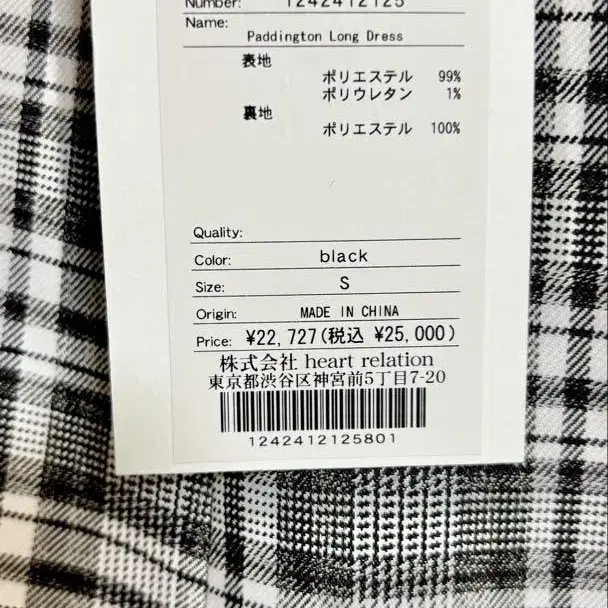 Number: 1242412125
Name:
Paddington Long Dress
表地
ポリエステル 99%
ポリウレタン 1%
裏地
ポリエステル 100%
Quality:
Color: black
Size: S
Origin: MADE IN CHINA
Price: ¥22,727(税込 ¥25,000)
株式会社 heart relation
東京都渋谷区神宮前5丁目7-20
1242412125801